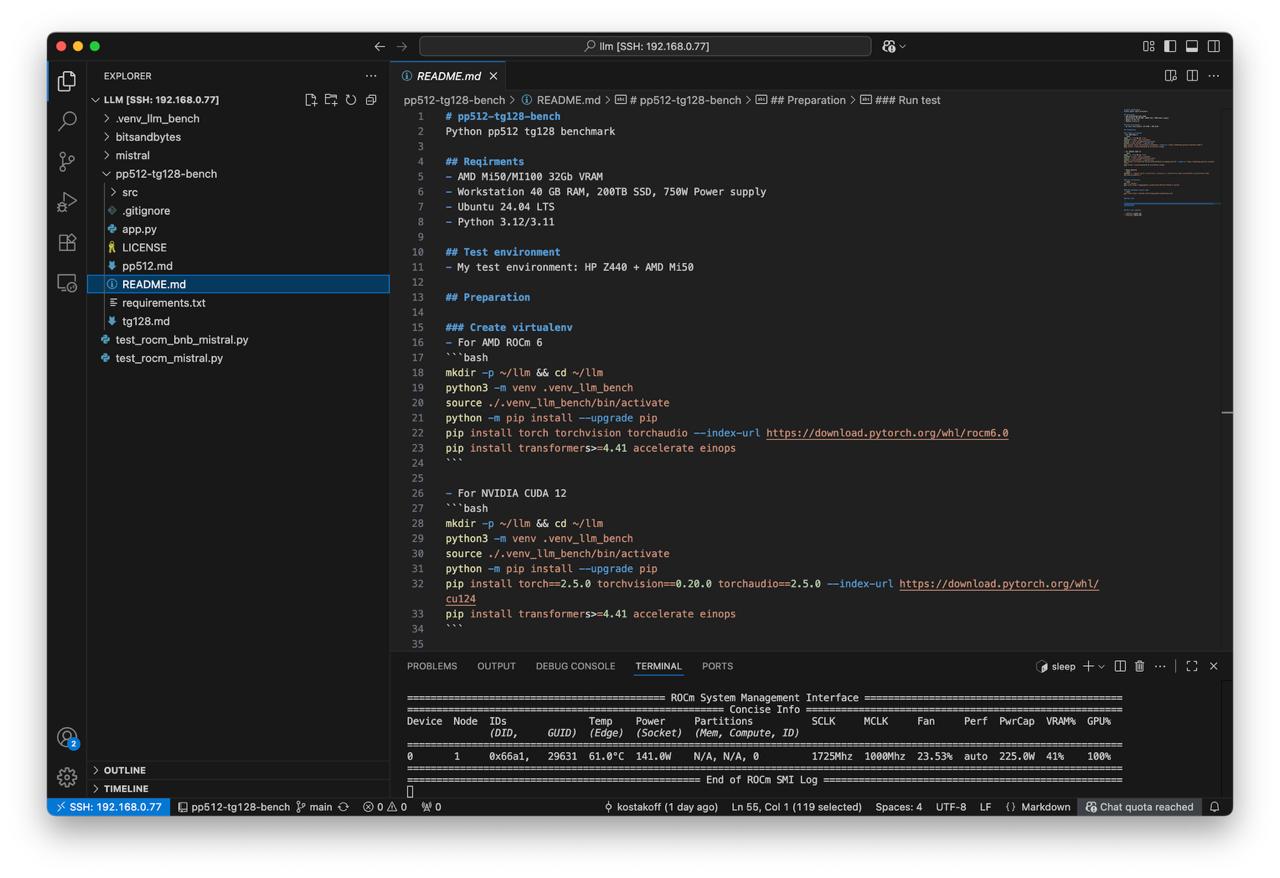 llm [SSH: 192.168.0.77]
EXPLORER
LLM [SSH: 192.168.0.77]
.venv_llm_bench
bitsandbytes
mistral
pp512-tg128-bench
src
.gitignore
app.py
LICENSE
pp512.md
README.md
requirements.txt
tg128.md
test_rocm_bnb_mistral.py
test_rocm_mistral.py
OUTLINE
TIMELINE
2
README.md
pp512-tg128-bench > README.md > # pp512-tg128-bench > ## Preparation > ### Run test
1 # pp512-tg128-bench
2 Python pp512 tg128 benchmark
3
4 ## Reqirments
5 - AMD Mi50/MI100 32Gb VRAM
6 - Workstation 40 GB RAM, 200TB SSD, 750W Power supply
7 - Ubuntu 24.04 LTS
8 - Python 3.12/3.11
9
10 ## Test environment
11 - My test environment: HP Z440 + AMD Mi50
12
13 ## Preparation
14
15 ### Create virtualenv
16 - For AMD ROCm 6
17 ```bash
18 mkdir -p ~/llm && cd ~/llm
19 python3 -m venv .venv_llm_bench
20 source ./.venv_llm_bench/bin/activate
21 python -m pip install --upgrade pip
22 pip install torch torchvision torchaudio --index-url https://download.pytorch.org/whl/rocm6.0
23 pip install transformers>=4.41 accelerate einops
24 ```
25
26 - For NVIDIA CUDA 12
27 ```bash
28 mkdir -p ~/llm && cd ~/llm
29 python3 -m venv .venv_llm_bench
30 source ./.venv_llm_bench/bin/activate
31 python -m pip install --upgrade pip
32 pip install torch==2.5.0 torchvision==0.20.0 torchaudio==2.5.0 --index-url https://download.pytorch.org/whl/
cu124
33 pip install transformers>=4.41 accelerate einops
34 ```
35
PROBLEMS OUTPUT DEBUG CONSOLE TERMINAL PORTS sleep
ROCm System Management Interface
Concise Info
Device Node IDs Temp Power Partitions SCLK MCLK Fan Perf PwrCap VRAM% GPU%
(DID, GUID) (Edge) (Socket) (Mem, Compute, ID)
0 1 0x66a1, 29631 61.0°C 141.0W N/A, N/A, 0 1725Mhz 1000Mhz 23.53% auto 225.0W 41% 100%
End of ROCm SMI Log
SSH: 192.168.0.77 pp512-tg128-bench main 0 0 0 kostakoff (1 day ago) Ln 55, Col 1 (119 selected) Spaces: 4 UTF-8 LF {} Markdown Chat quota reached